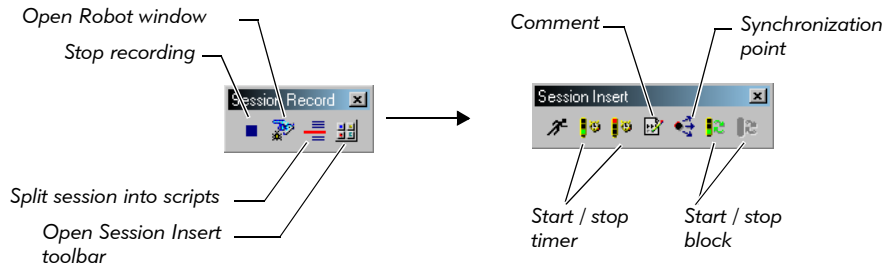 Open Robot window
Stop recording
Session Record
Split session into scripts
Open Session Insert
toolbar
Comment
Synchronization
point
Session Insert
Start / stop
timer
Start / stop
block